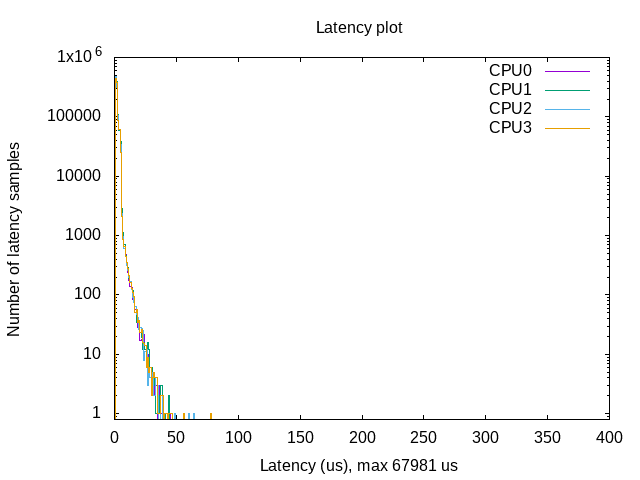 Latency plot
1x10^6
100000
10000
1000
100
10
1
Number of latency samples
CPU0
CPU1
CPU2
CPU3
0 50 100 150 200 250 300 350 400
Latency (us), max 67981 us